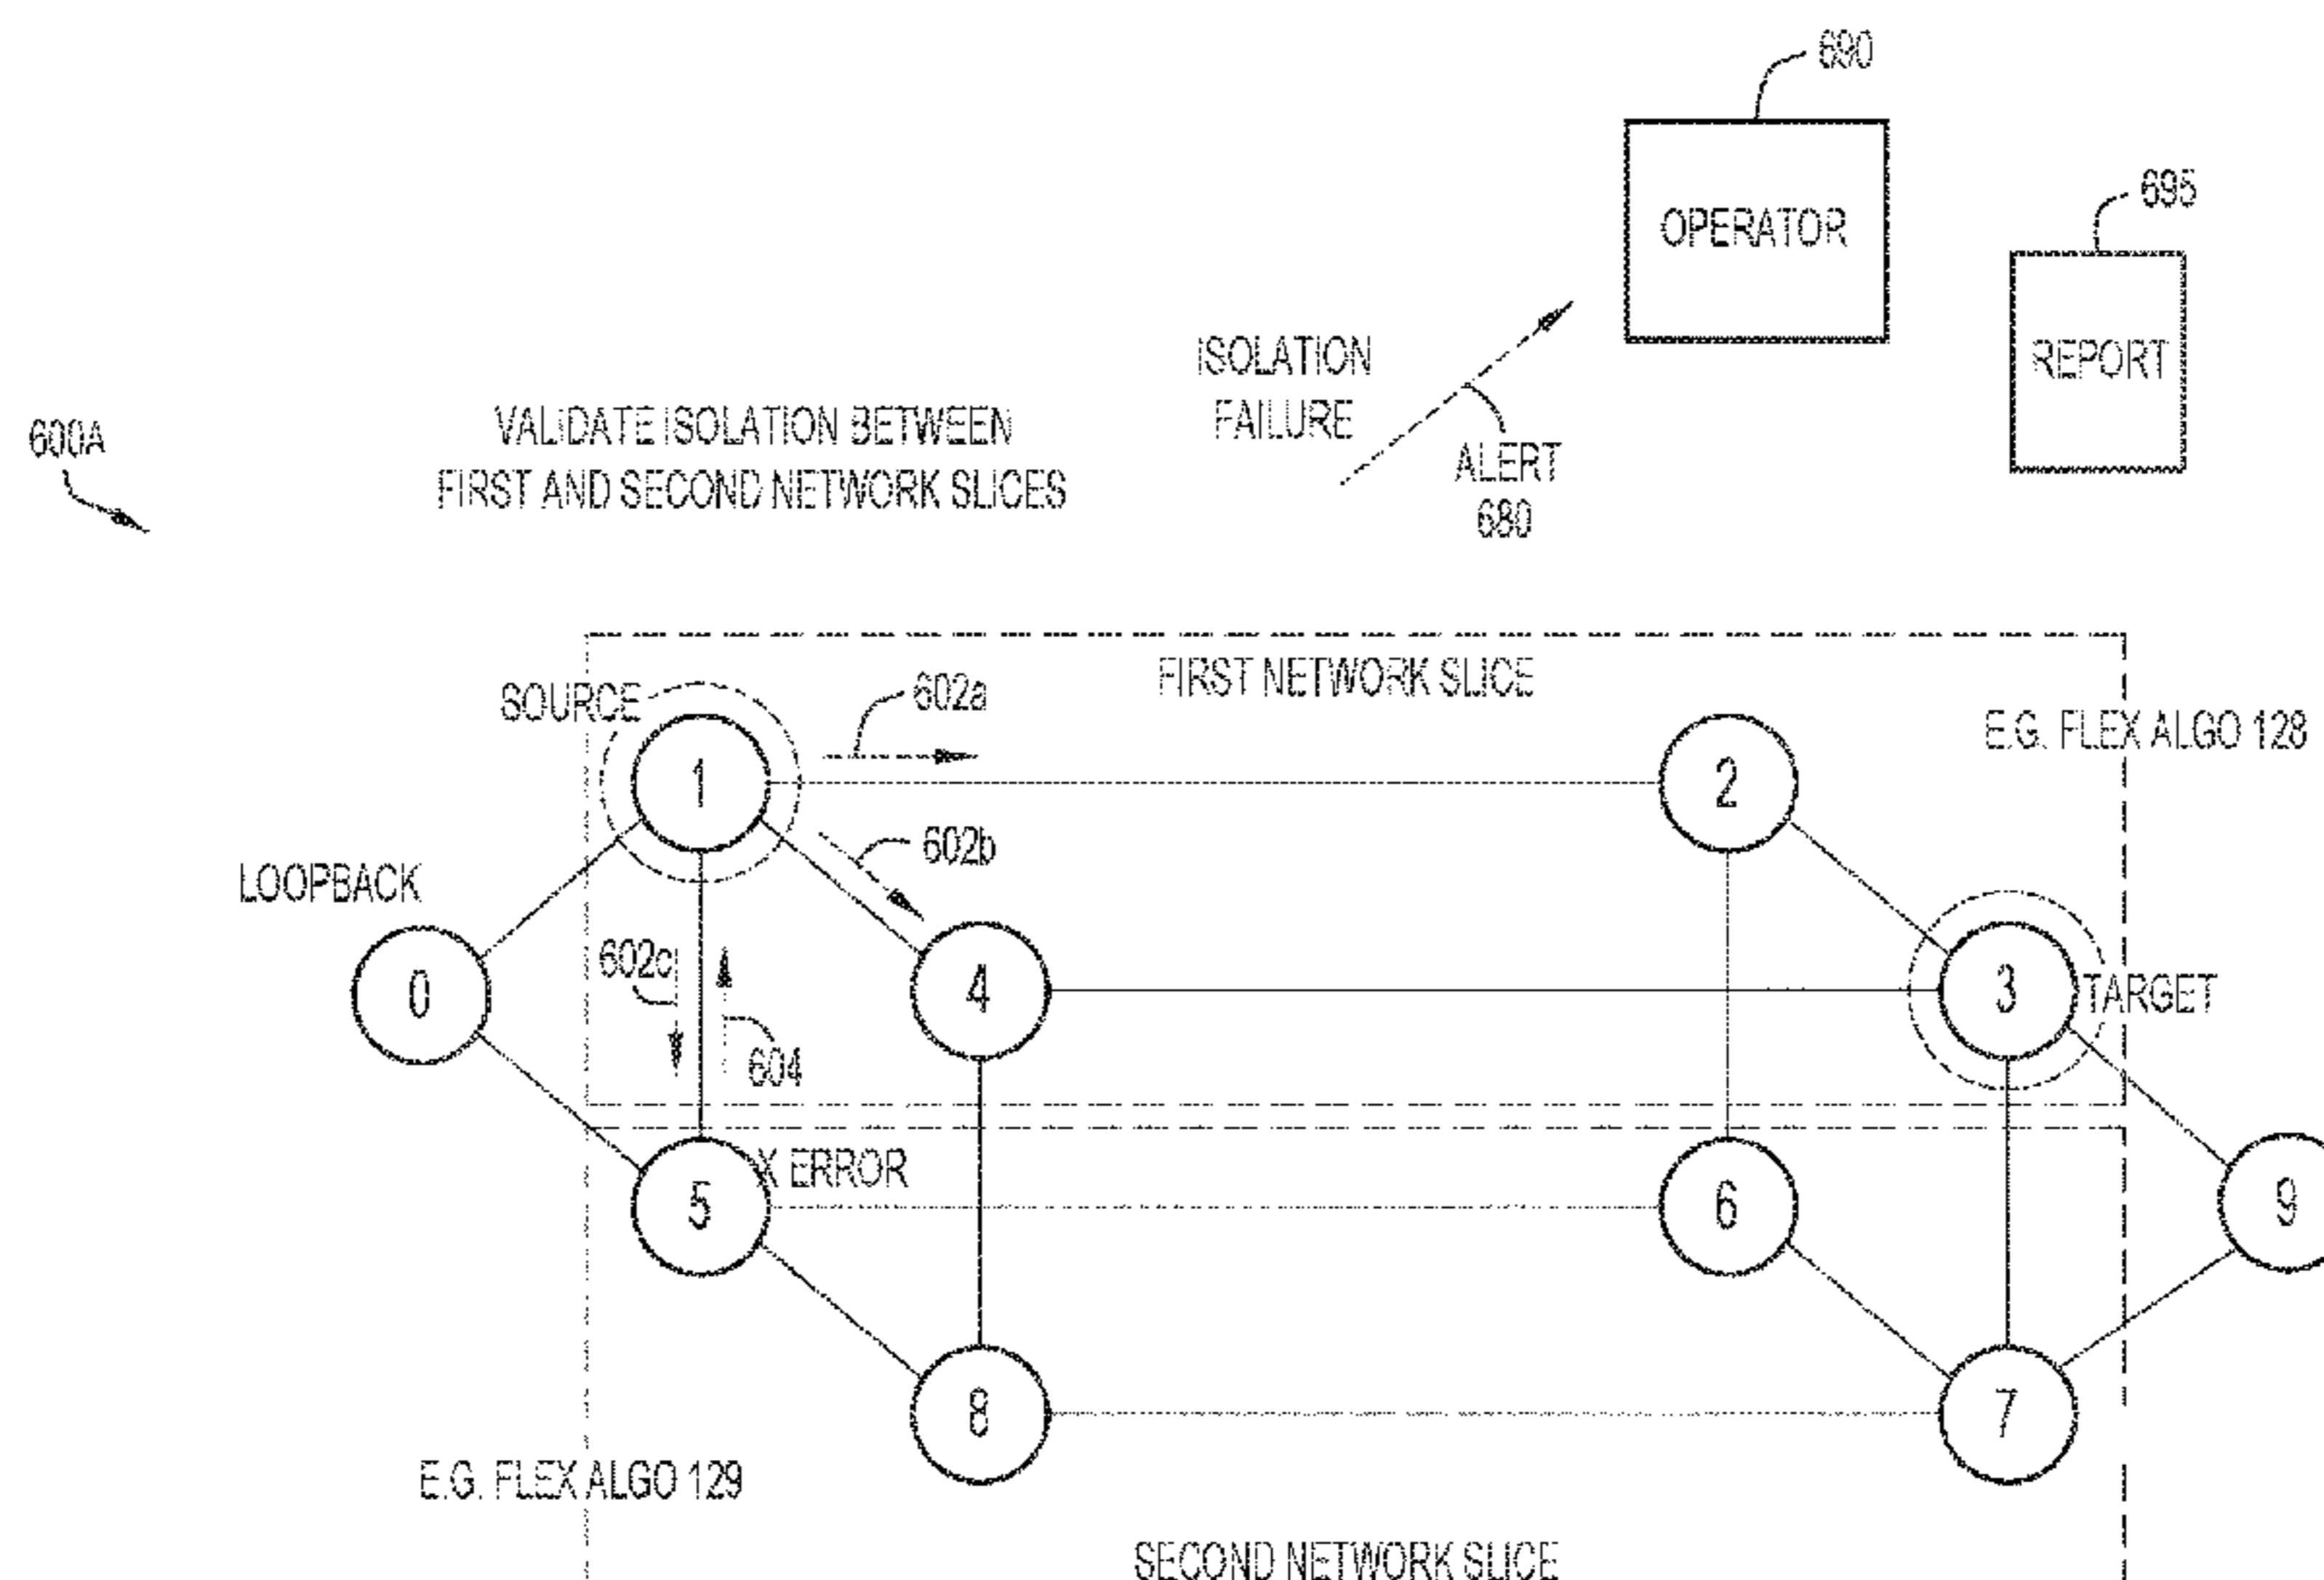 690
OPERATOR
695
REPORT
ISOLATION
FAILURE
ALERT
680
600A
VALIDATE ISOLATION BETWEEN
FIRST AND SECOND NETWORK SLICES
FIRST NETWORK SLICE
SOURCE
602a
E.G. FLEX ALGO 128
1
2
602b
LOOPBACK
602c
0
4
3
TARGET
604
X ERROR
5
6
9
8
7
E.G. FLEX ALGO 129
SECOND NETWORK SLICE